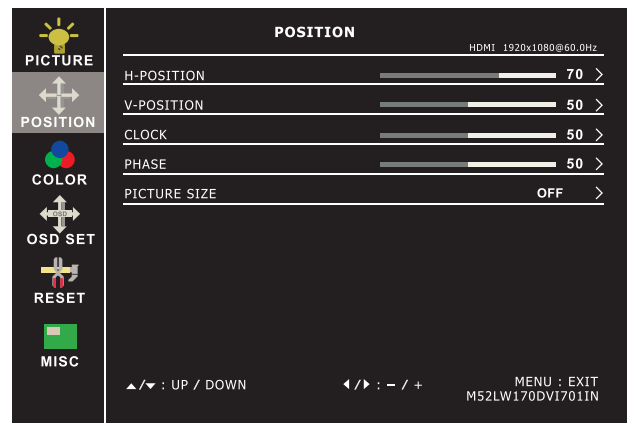 POSITION
HDMI 1920x1080@60.0Hz
PICTURE
POSITION
COLOR
OSD
OSD SET
RESET
MISC
H-POSITION 70
V-POSITION 50
CLOCK 50
PHASE 50
PICTURE SIZE OFF
▲/▼ : UP / DOWN ◀/▶ : − / + MENU : EXIT
M52LW170DVI701IN